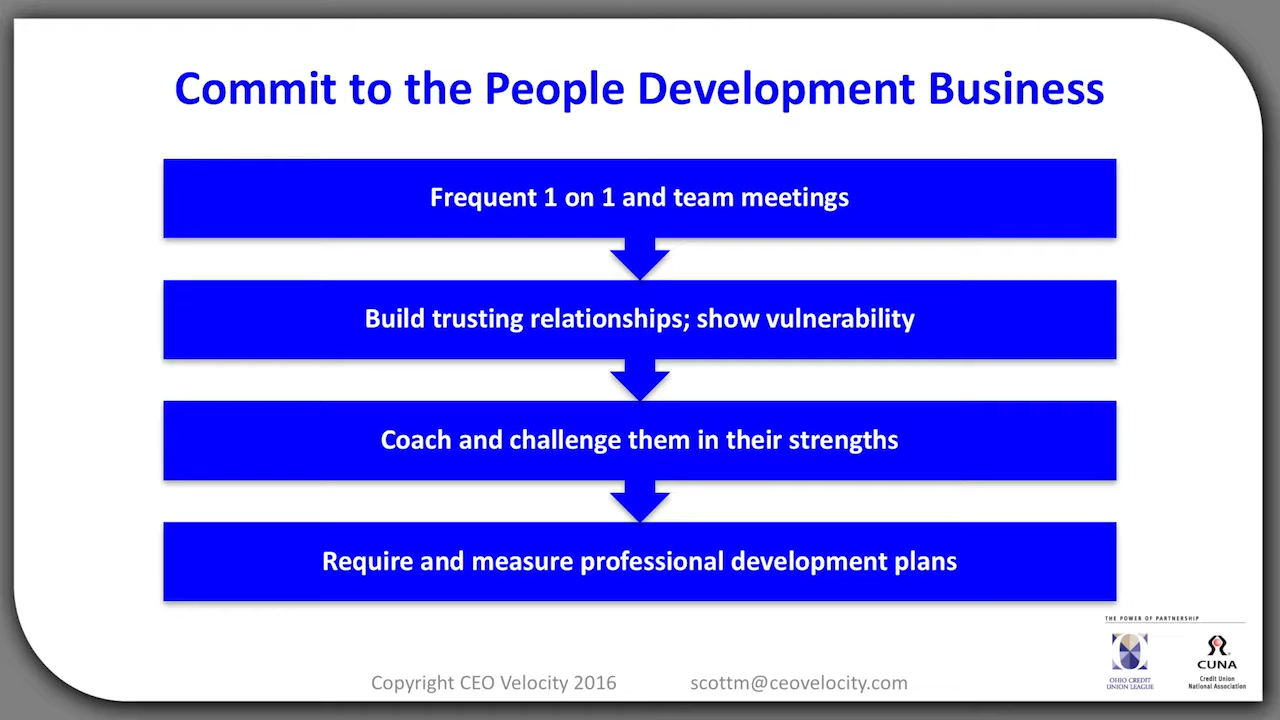 Commit to the People Development Business
Frequent 1 on 1 and team meetings
Build trusting relationships; show vulnerability
Coach and challenge them in their strengths
Require and measure professional development plans
THE POWER OF PARTNERSHIP
OHIO CREDIT
UNION LEAGUE
CUNA
Credit Union
National Association
Copyright CEO Velocity 2016
scottm@ceovelocity.com